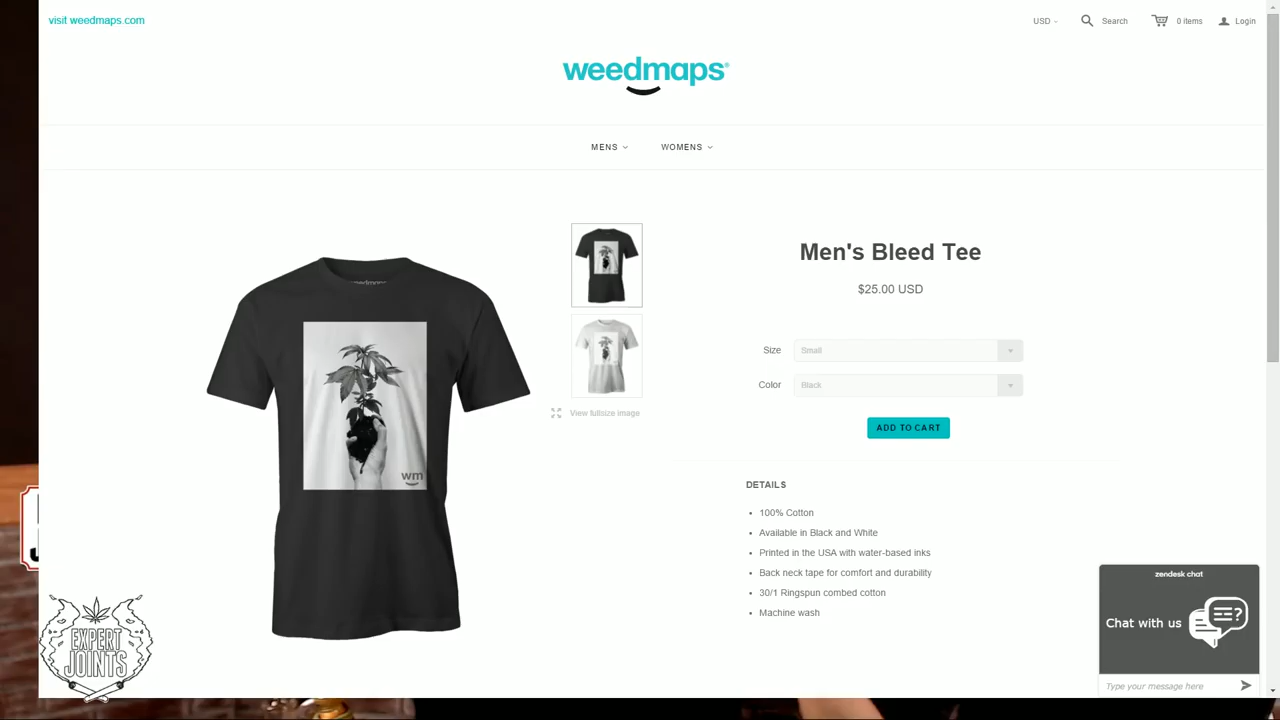 visit weedmaps.com
USD
Search
0 items
Login
weedmaps®
MENS
WOMENS
wm
View fullsize image
Men's Bleed Tee
$25.00 USD
Size
Small
Color
Black
ADD TO CART
DETAILS
• 100% Cotton
• Available in Black and White
• Printed in the USA with water-based inks
• Back neck tape for comfort and durability
• 30/1 Ringspun combed cotton
• Machine wash
zendesk chat
Chat with us
Type your message here
EXPERT
JOINTS